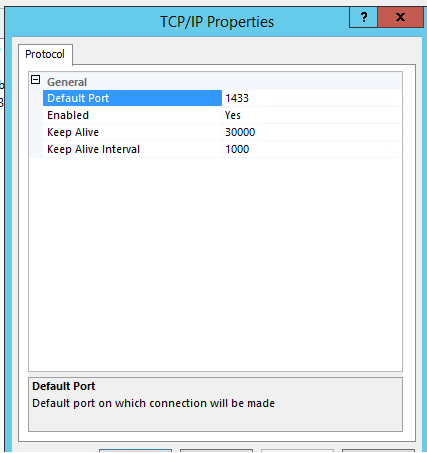 TCP/IP Properties
?
X
Protocol
General
Default Port 1433
Enabled Yes
Keep Alive 30000
Keep Alive Interval 1000
Default Port
Default port on which connection will be made